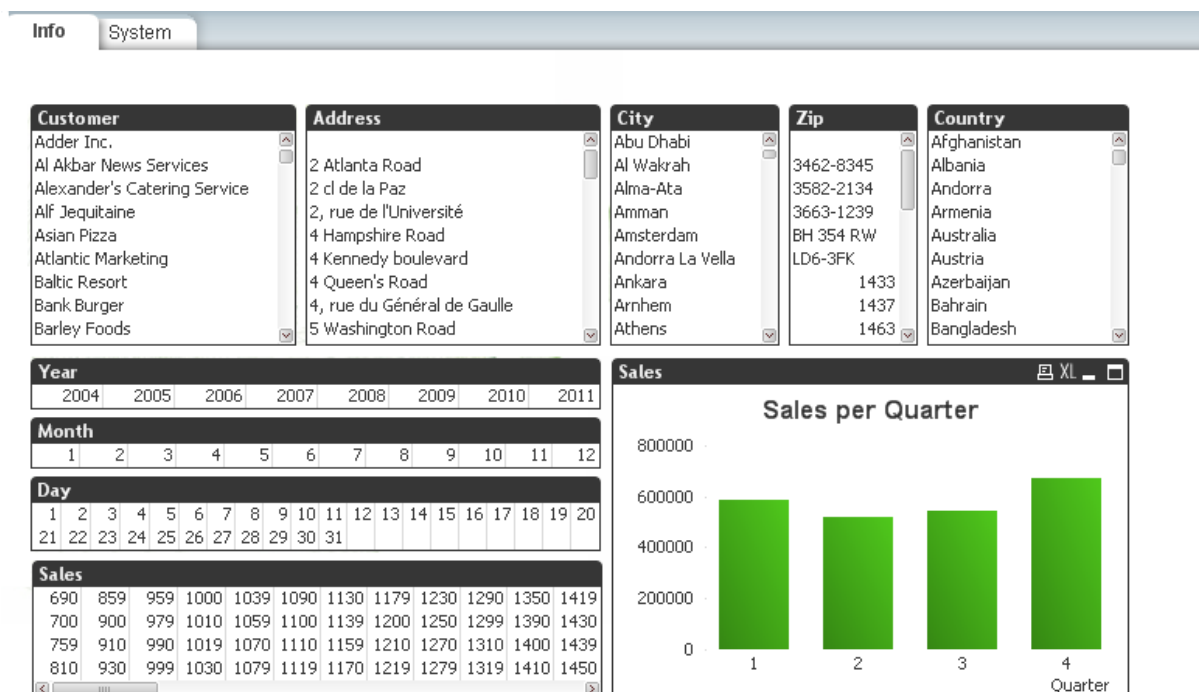 Info System
Customer
Adder Inc.
Al Akbar News Services
Alexander's Catering Service
Alf Jequitaine
Asian Pizza
Atlantic Marketing
Baltic Resort
Bank Burger
Barley Foods
Address
2 Atlanta Road
2 cl de la Paz
2, rue de l'Université
4 Hampshire Road
4 Kennedy boulevard
4 Queen's Road
4, rue du Général de Gaulle
5 Washington Road
City
Abu Dhabi
Al Wakrah
Alma-Ata
Amman
Amsterdam
Andorra La Vella
Ankara
Arnhem
Athens
Zip
3462-8345
3582-2134
3663-1239
BH 354 RW
LD6-3FK
1433
1437
1463
Country
Afghanistan
Albania
Andorra
Armenia
Australia
Austria
Azerbaijan
Bahrain
Bangladesh
Year
2004 2005 2006 2007 2008 2009 2010 2011
Month
1 2 3 4 5 6 7 8 9 10 11 12
Day
1 2 3 4 5 6 7 8 9 10 11 12 13 14 15 16 17 18 19 20
21 22 23 24 25 26 27 28 29 30 31
Sales
690 859 959 1000 1039 1090 1130 1179 1230 1290 1350 1419
700 900 979 1010 1059 1100 1139 1200 1250 1299 1390 1430
759 910 990 1019 1070 1110 1159 1210 1270 1310 1400 1439
810 930 999 1030 1079 1119 1170 1219 1279 1319 1410 1450
Sales XL
Sales per Quarter
800000
600000
400000
200000
0
1 2 3 4
Quarter